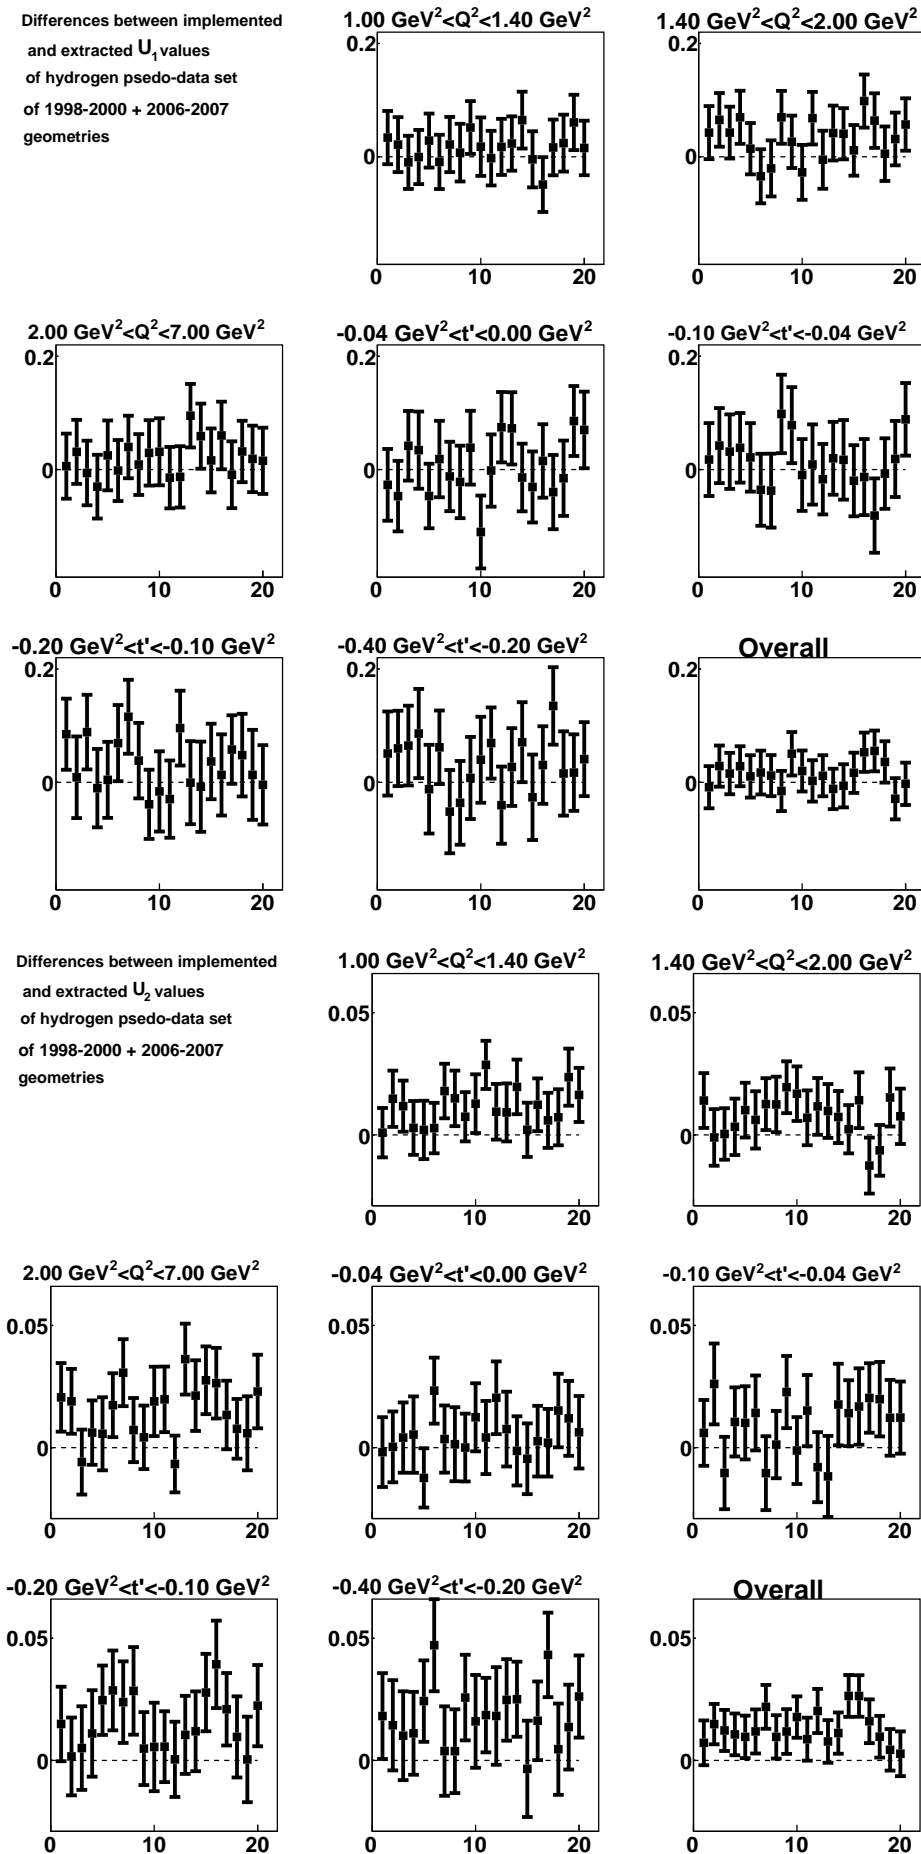 Differences between implemented
and extracted U₁ values
of hydrogen psedo-data set
of 1998-2000 + 2006-2007
geometries
1.00 GeV²<Q²<1.40 GeV²
0.2
0
0 10 20
1.40 GeV²<Q²<2.00 GeV²
0.2
0
0 10 20
2.00 GeV²<Q²<7.00 GeV²
0.2
0
0 10 20
-0.04 GeV²<t'<0.00 GeV²
0.2
0
0 10 20
-0.10 GeV²<t'<-0.04 GeV²
0.2
0
0 10 20
-0.20 GeV²<t'<-0.10 GeV²
0.2
0
0 10 20
-0.40 GeV²<t'<-0.20 GeV²
0.2
0
0 10 20
Overall
0.2
0
0 10 20
Differences between implemented
and extracted U₂ values
of hydrogen psedo-data set
of 1998-2000 + 2006-2007
geometries
1.00 GeV²<Q²<1.40 GeV²
0.05
0
0 10 20
1.40 GeV²<Q²<2.00 GeV²
0.05
0
0 10 20
2.00 GeV²<Q²<7.00 GeV²
0.05
0
0 10 20
-0.04 GeV²<t'<0.00 GeV²
0.05
0
0 10 20
-0.10 GeV²<t'<-0.04 GeV²
0.05
0
0 10 20
-0.20 GeV²<t'<-0.10 GeV²
0.05
0
0 10 20
-0.40 GeV²<t'<-0.20 GeV²
0.05
0
0 10 20
Overall
0.05
0
0 10 20